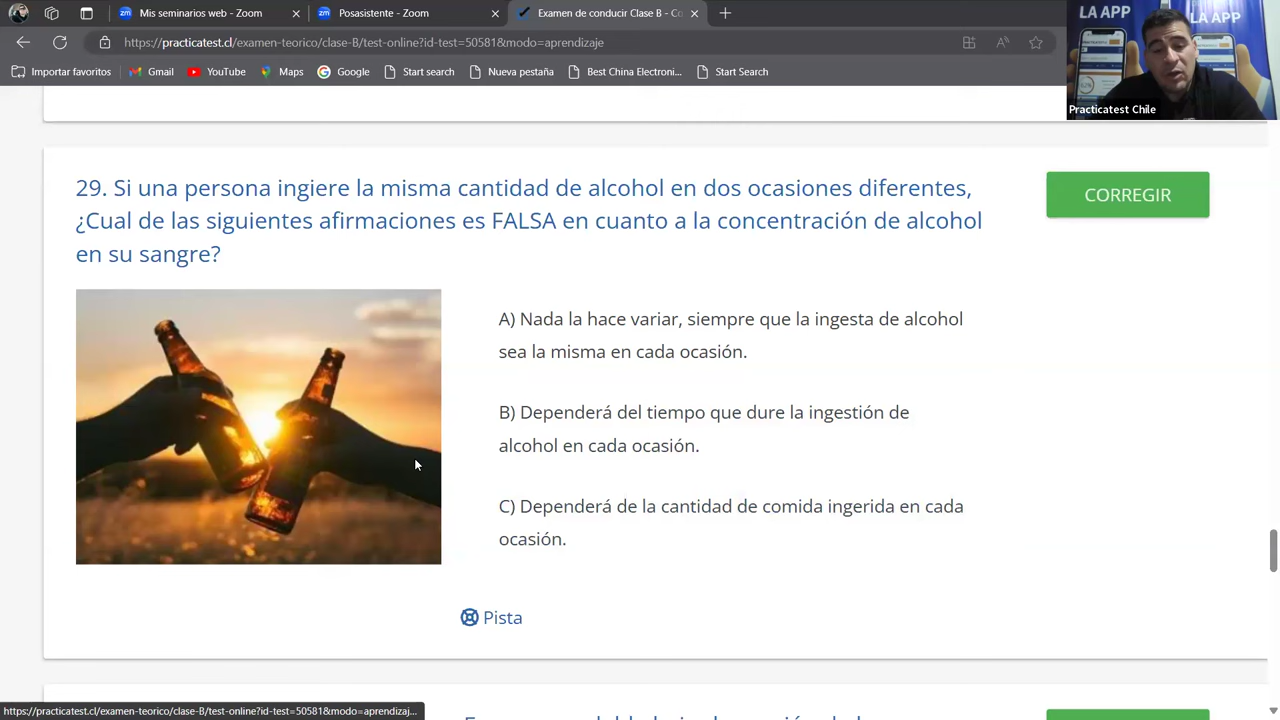 Mis seminarios web - Zoom
Posasistente - Zoom
Examen de conducir Clase B - Co
https://practicatest.cl/examen-teorico/clase-B/test-online?id-test=50581&modo=aprendizaje
Importar favoritos
Gmail
YouTube
Maps
Google
Start search
Nueva pestaña
Best China Electroni...
Start Search
LA APP
LA APP
Practicatest Chile
29. Si una persona ingiere la misma cantidad de alcohol en dos ocasiones diferentes,
¿Cual de las siguientes afirmaciones es FALSA en cuanto a la concentración de alcohol
en su sangre?
CORREGIR
A) Nada la hace variar, siempre que la ingesta de alcohol
sea la misma en cada ocasión.
B) Dependerá del tiempo que dure la ingestión de
alcohol en cada ocasión.
C) Dependerá de la cantidad de comida ingerida en cada
ocasión.
Pista
https://practicatest.cl/examen-teorico/clase-B/test-online?id-test=50581&modo=aprendizaj...